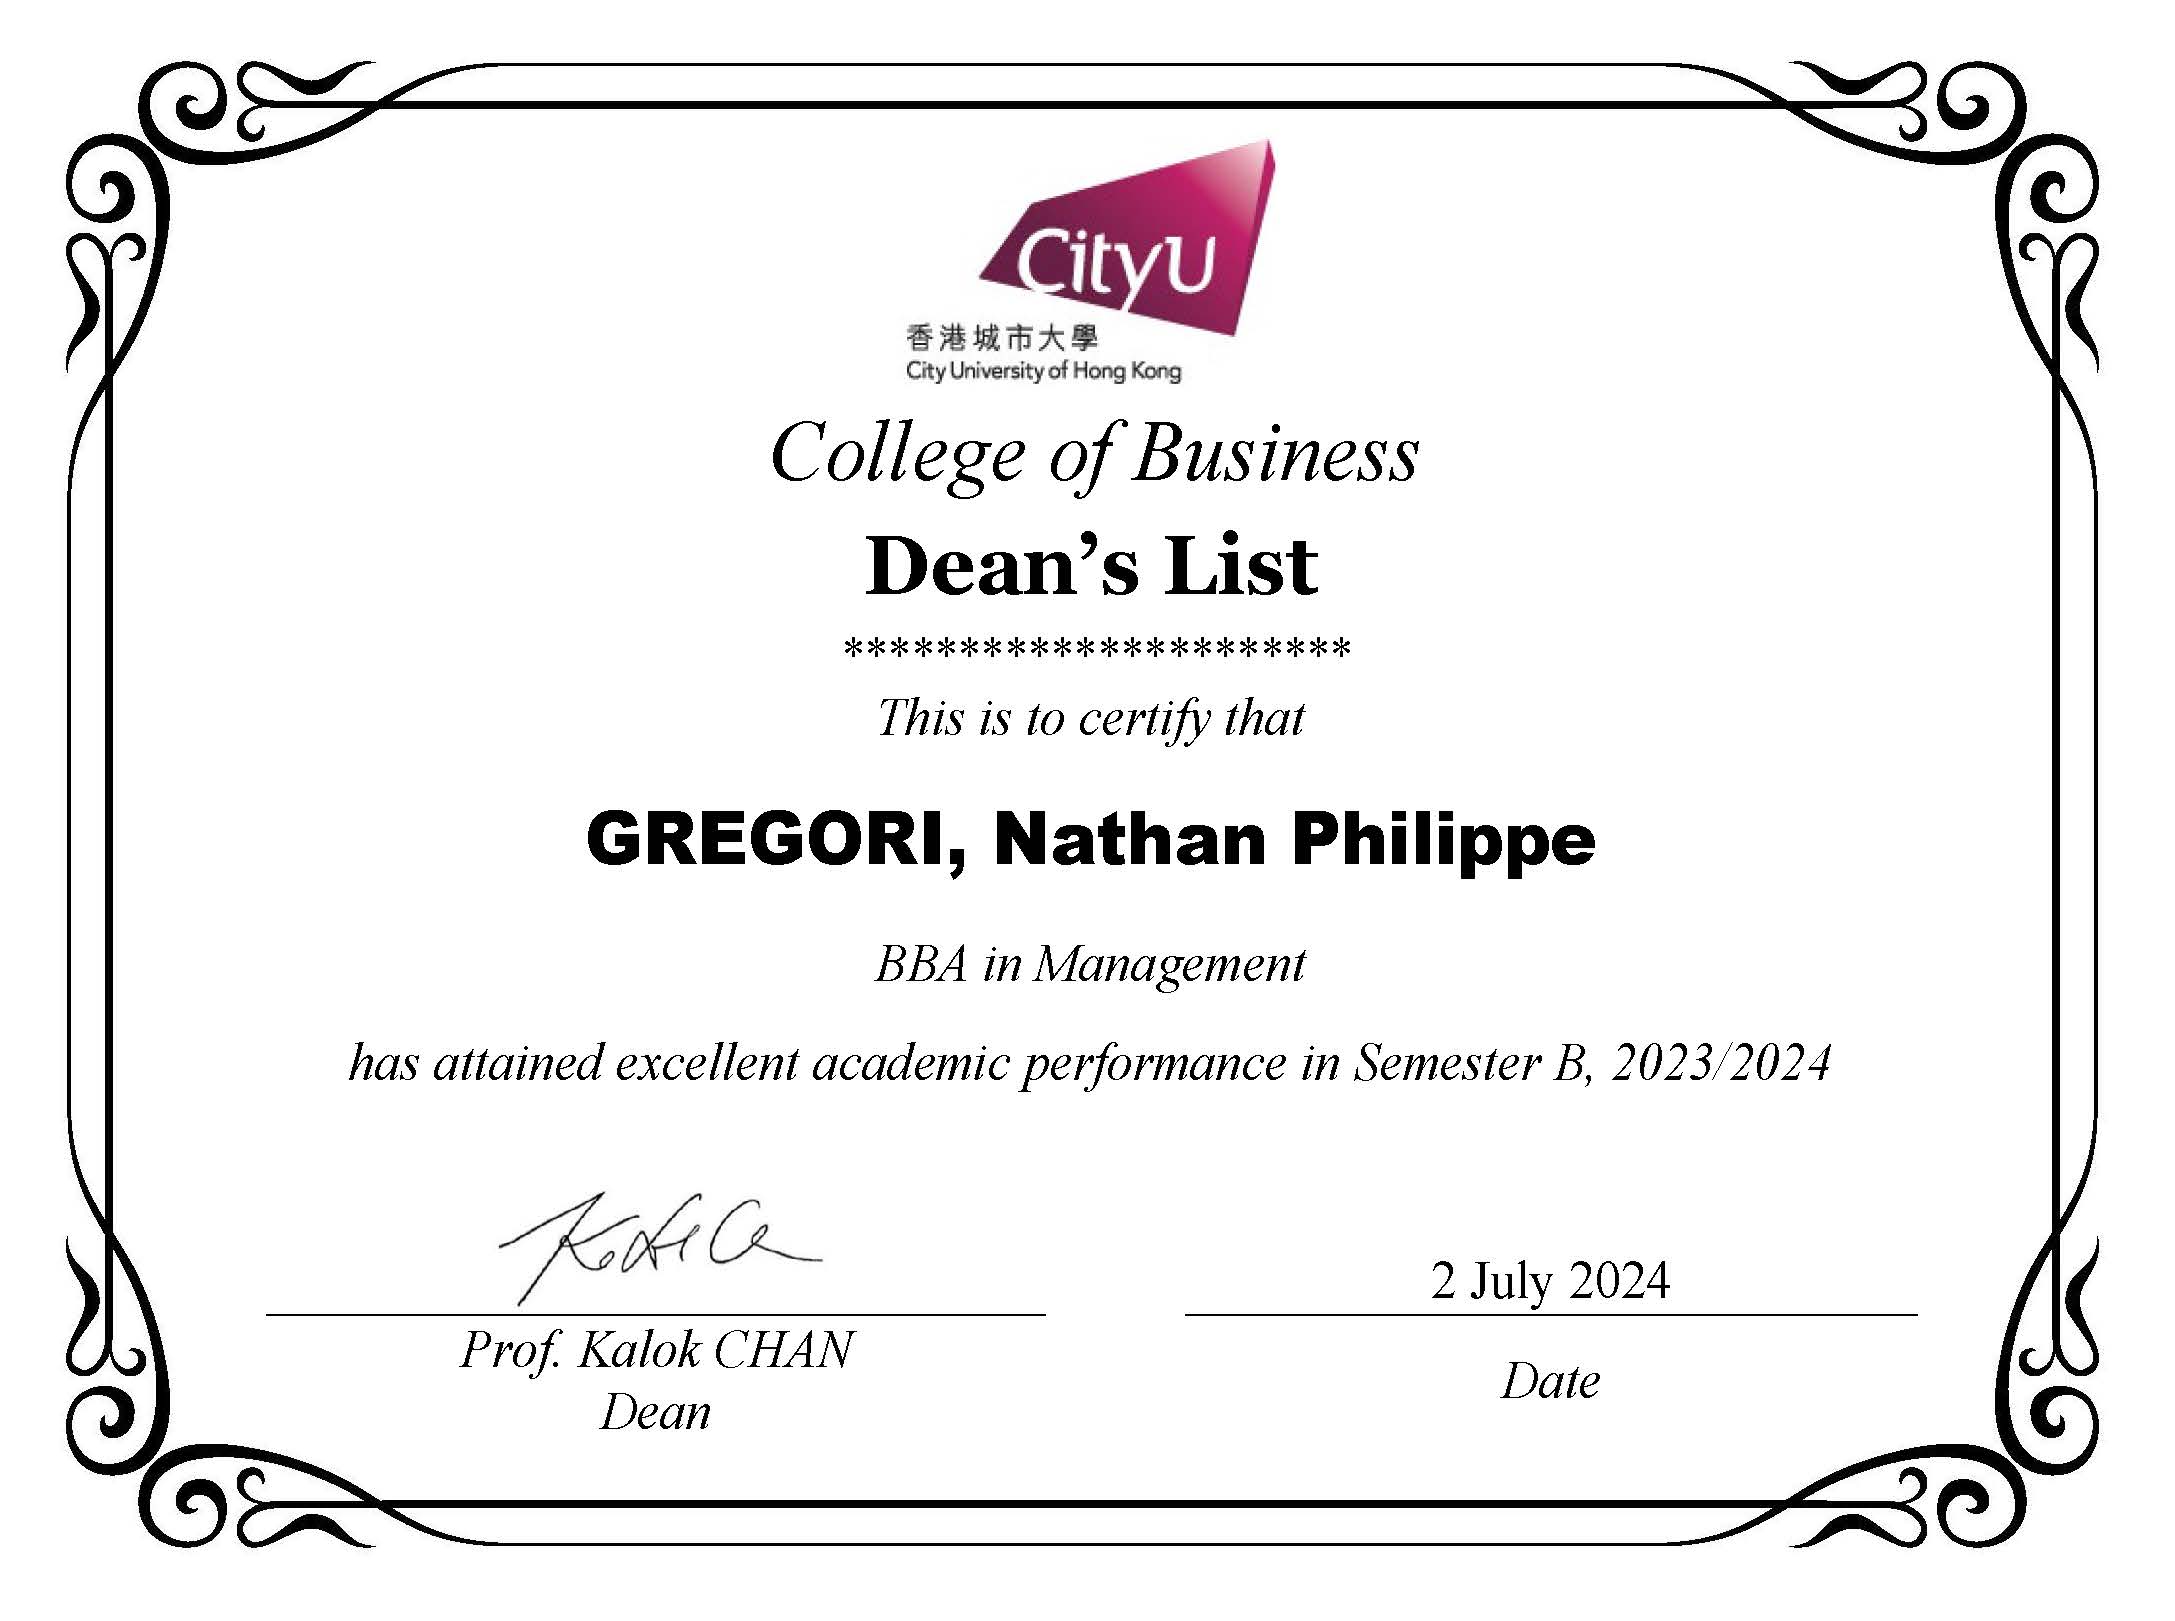 CityU
香港城市大學
City University of Hong Kong
College of Business
Dean’s List
**********************
This is to certify that
GREGORI, Nathan Philippe
BBA in Management
has attained excellent academic performance in Semester B, 2023/2024
2 July 2024
Prof. Kalok CHAN
Dean
Date